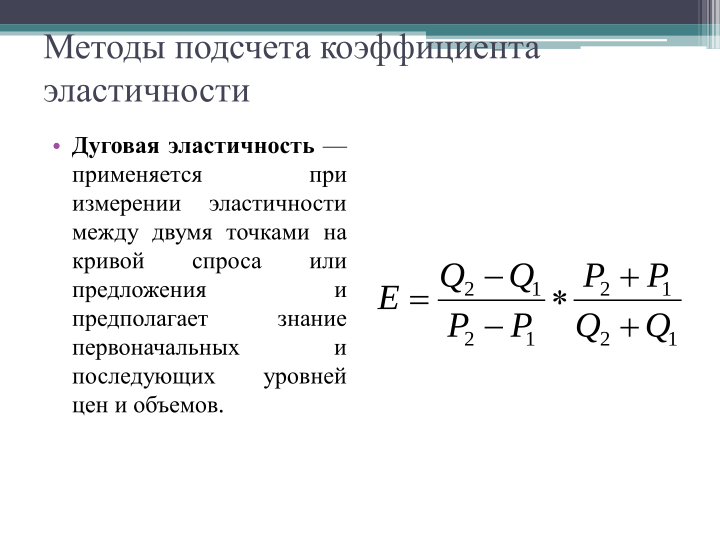 Методы подсчета коэффициента
эластичности
• Дуговая эластичность —
применяется при
измерении эластичности
между двумя точками на
кривой спроса или
предложения и
предполагает знание
первоначальных и
последующих уровней
цен и объемов.
E = (Q₂ − Q₁)/(P₂ − P₁) * (P₂ + P₁)/(Q₂ + Q₁)